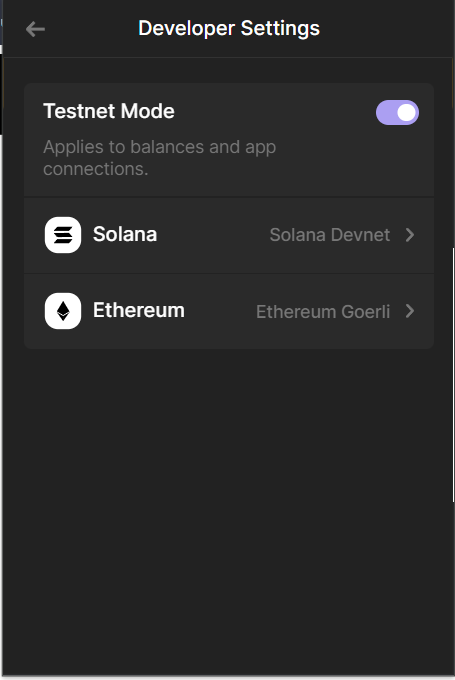 Developer Settings
Testnet Mode
Applies to balances and app
connections.
Solana Solana Devnet
Ethereum Ethereum Goerli